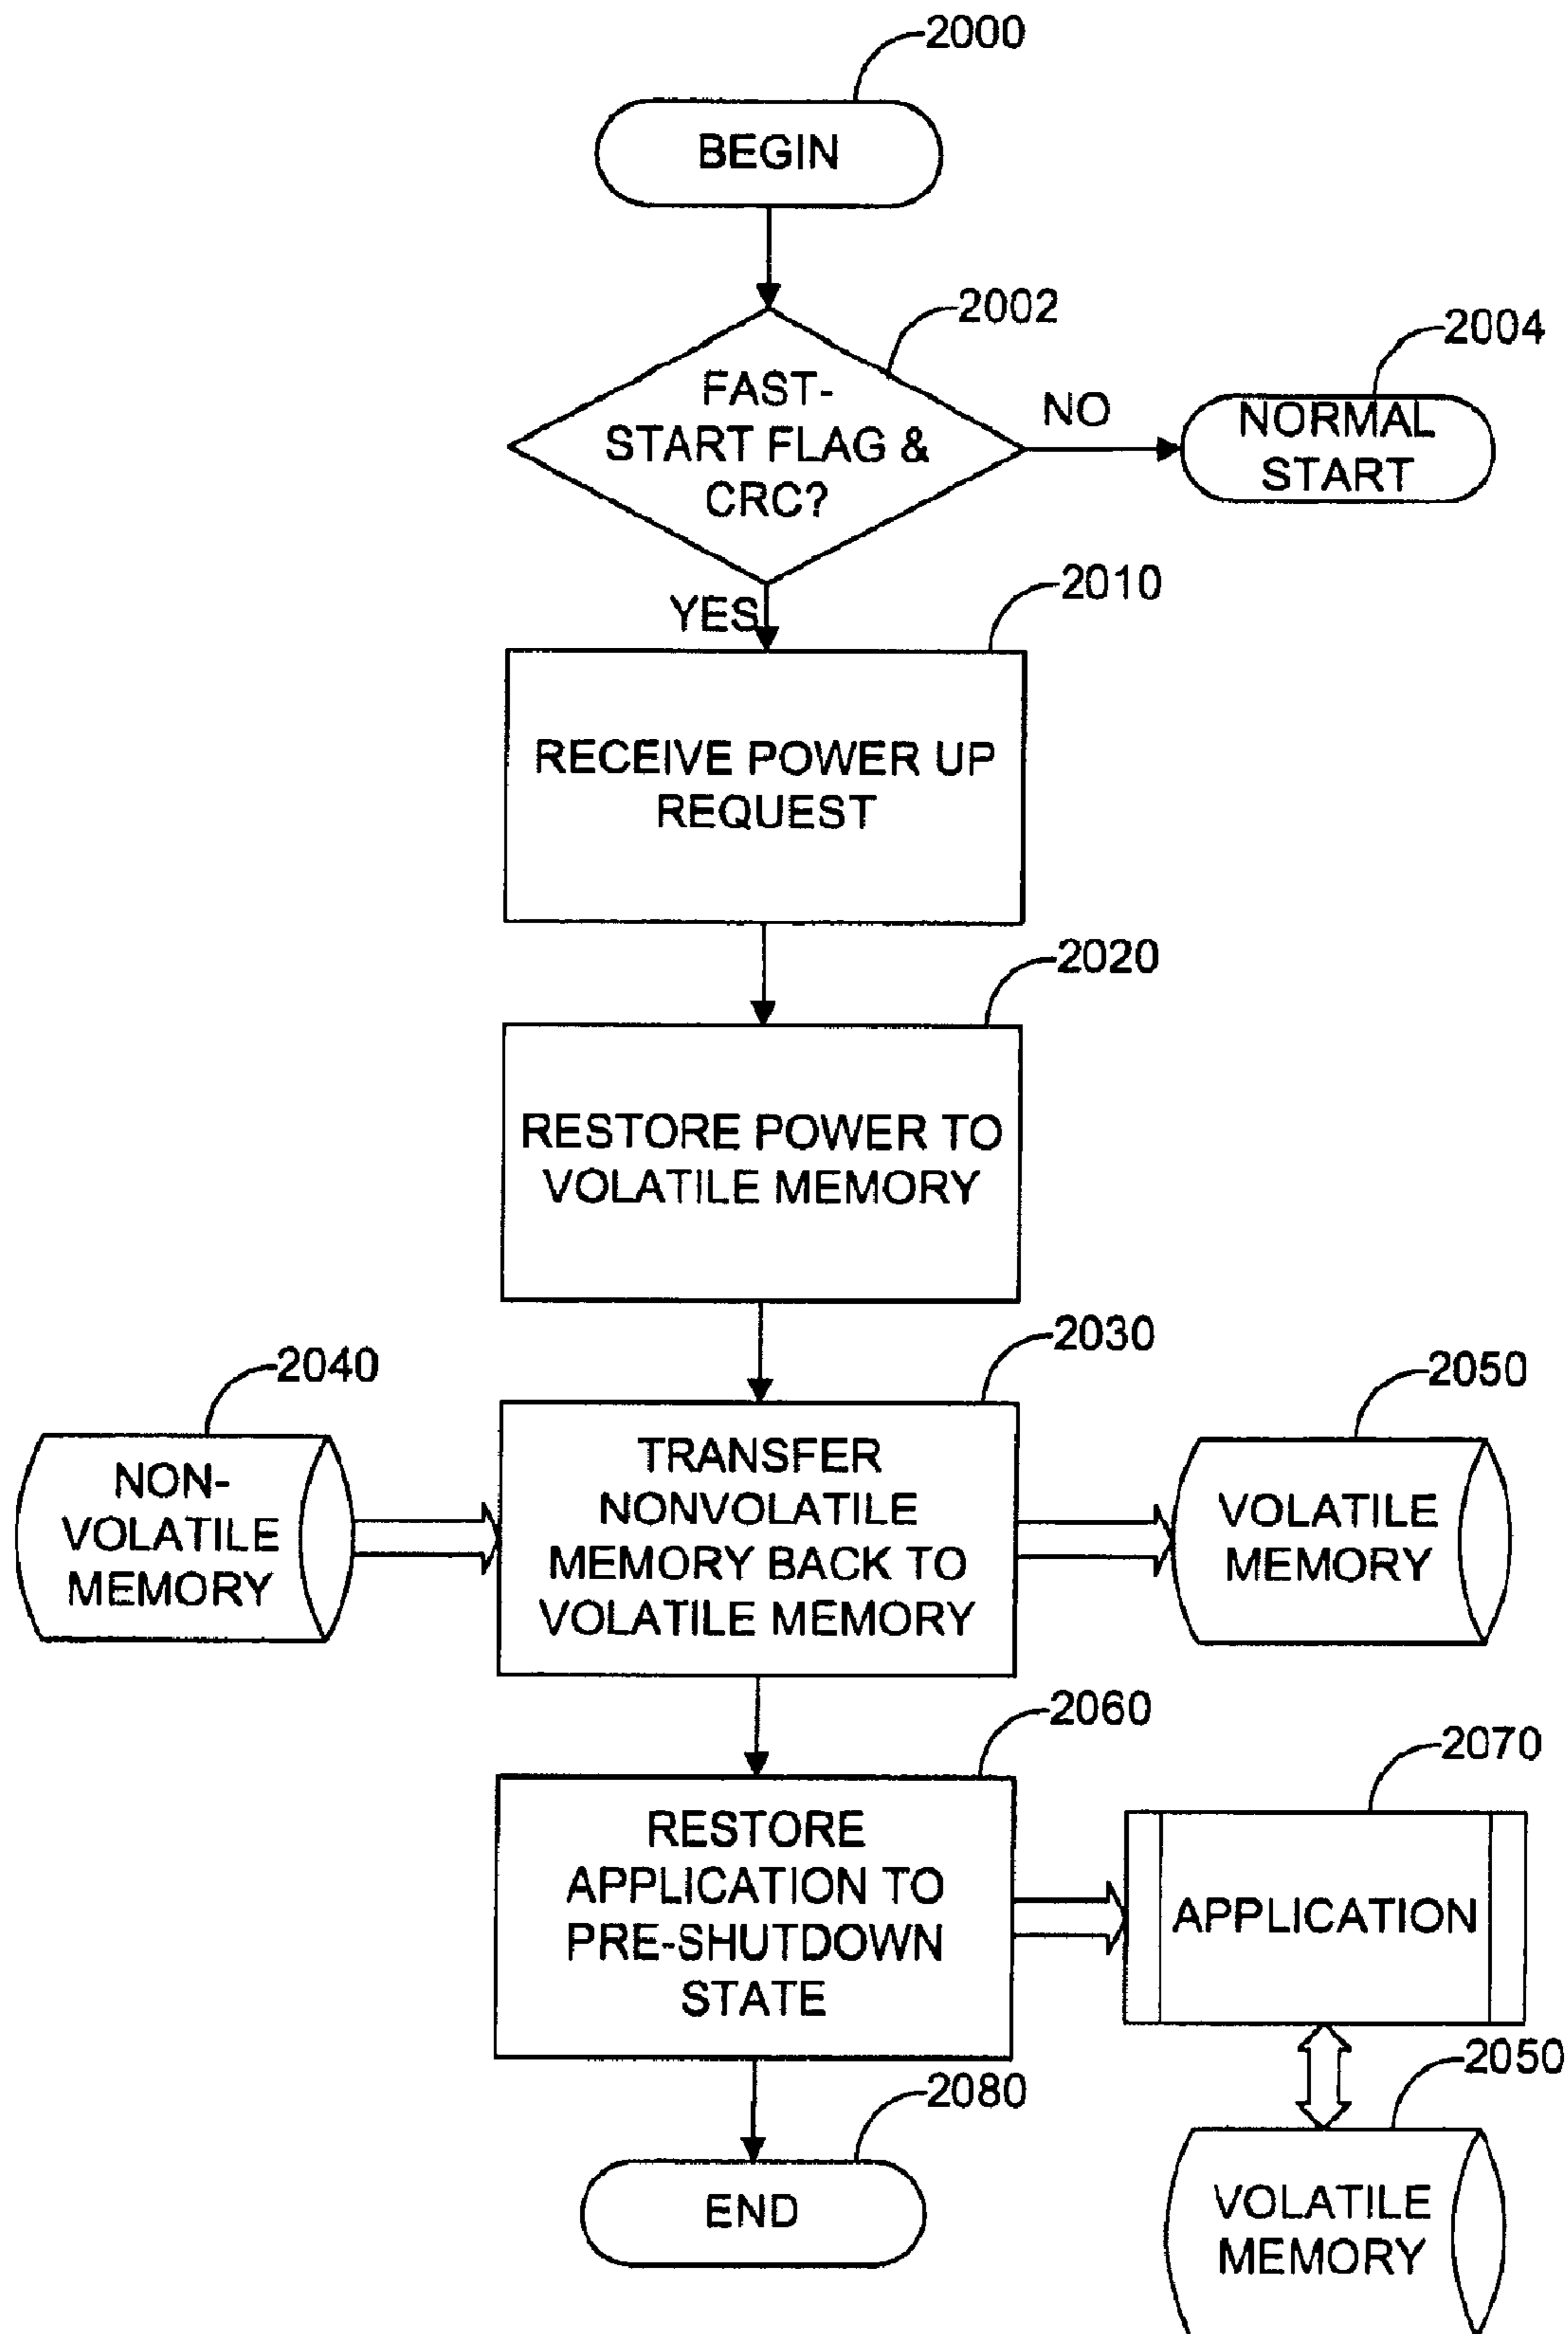 2000
BEGIN
2002
2004
FAST-
START FLAG &
CRC?
NO
NORMAL
START
YES
2010
RECEIVE POWER UP
REQUEST
2020
RESTORE POWER TO
VOLATILE MEMORY
2030
2040
2050
NON-
VOLATILE
MEMORY
TRANSFER
NONVOLATILE
MEMORY BACK TO
VOLATILE MEMORY
VOLATILE
MEMORY
2060
2070
RESTORE
APPLICATION TO
PRE-SHUTDOWN
STATE
APPLICATION
2050
2080
END
VOLATILE
MEMORY